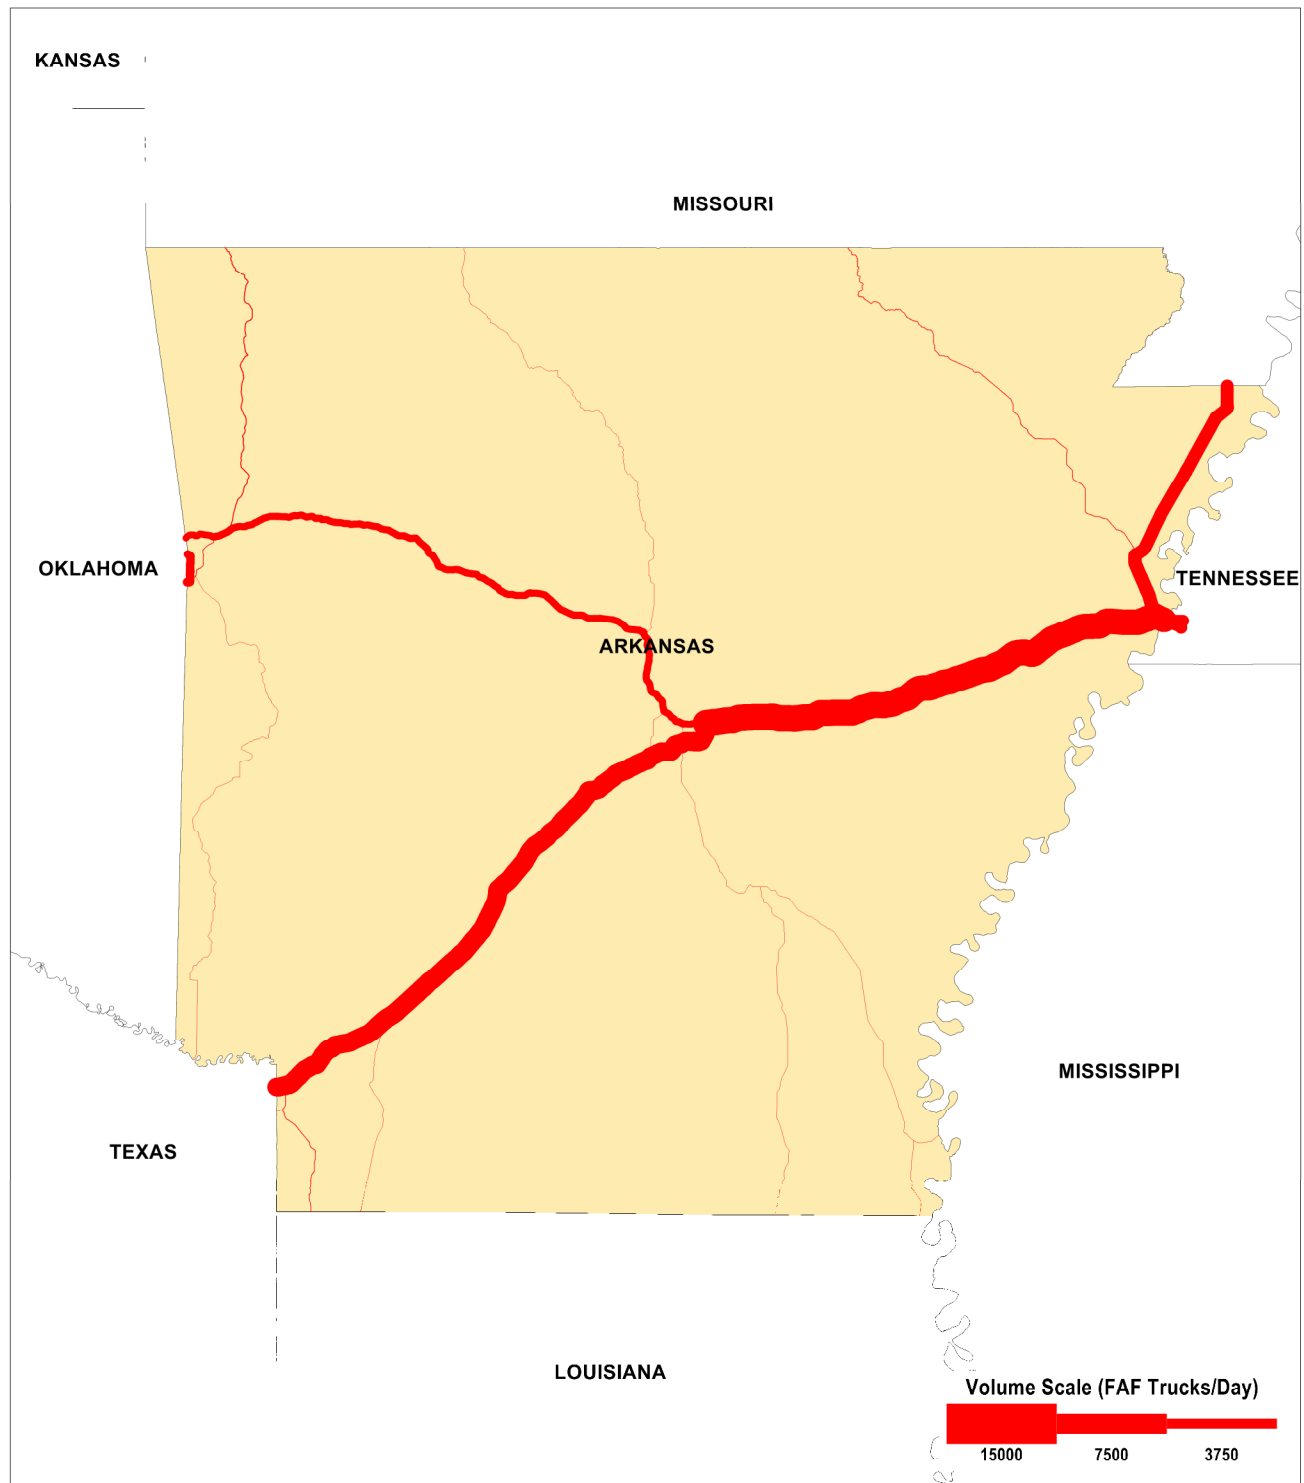 KANSAS
MISSOURI
OKLAHOMA
TENNESSEE
ARKANSAS
MISSISSIPPI
TEXAS
LOUISIANA
Volume Scale (FAF Trucks/Day)
15000 7500 3750